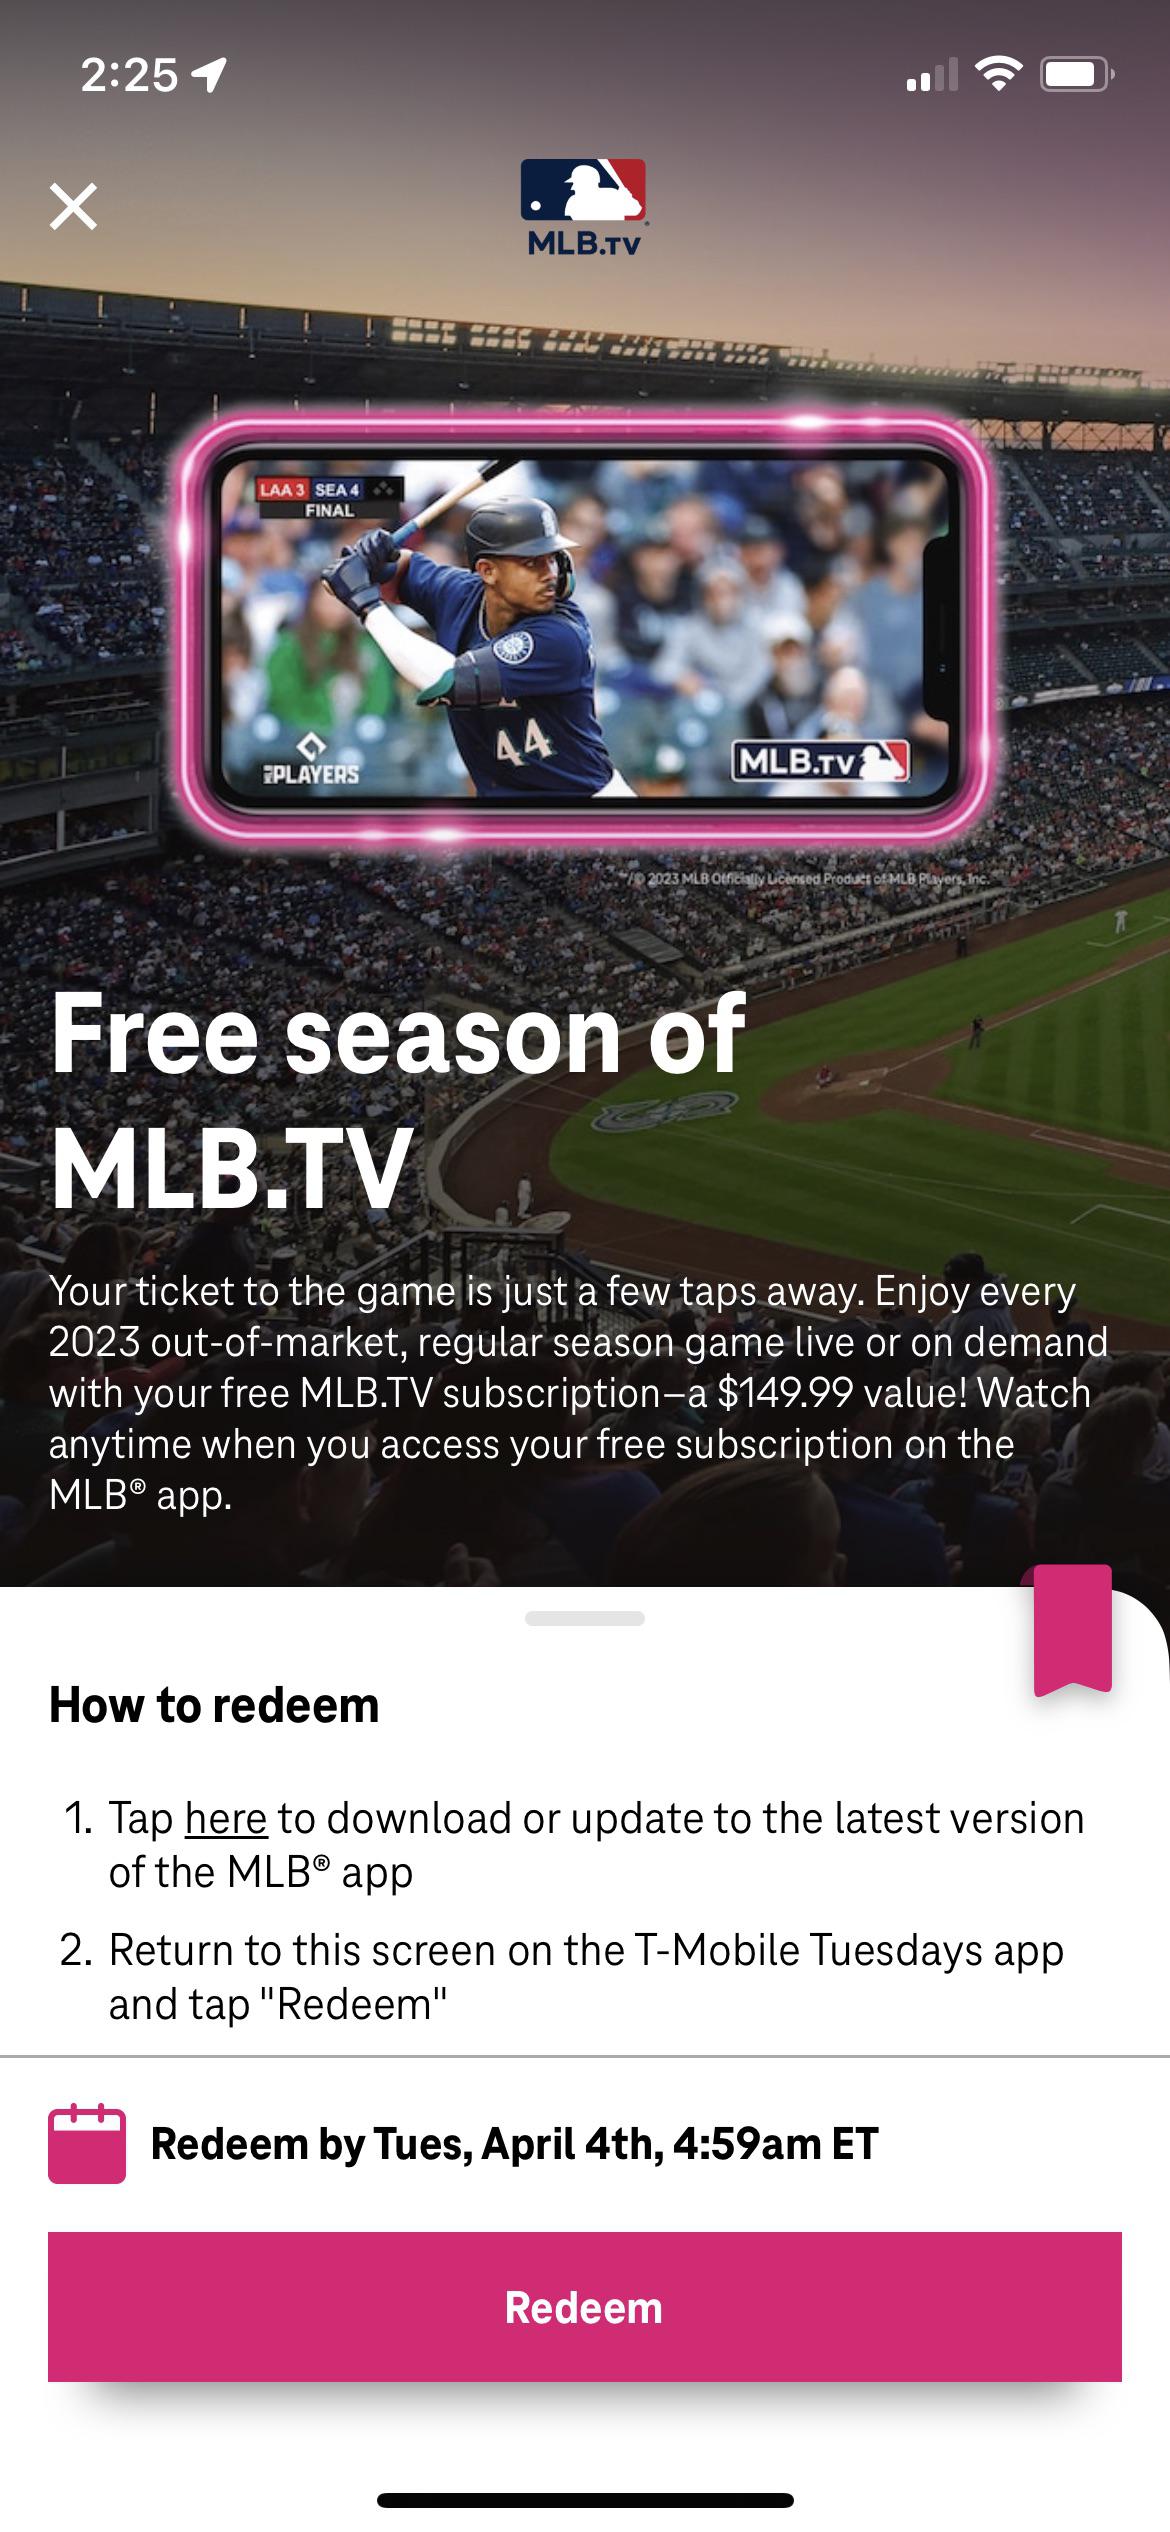 2:25
MLB.TV
LAA 3 SEA 4
FINAL
44
MLB PLAYERS
MLB.TV
/© 2023 MLB Officially Licensed Product of MLB Players, Inc.
Free season of
MLB.TV
Your ticket to the game is just a few taps away. Enjoy every
2023 out-of-market, regular season game live or on demand
with your free MLB.TV subscription–a $149.99 value! Watch
anytime when you access your free subscription on the
MLB® app.
How to redeem
1. Tap here to download or update to the latest version
of the MLB® app
2. Return to this screen on the T-Mobile Tuesdays app
and tap "Redeem"
Redeem by Tues, April 4th, 4:59am ET
Redeem